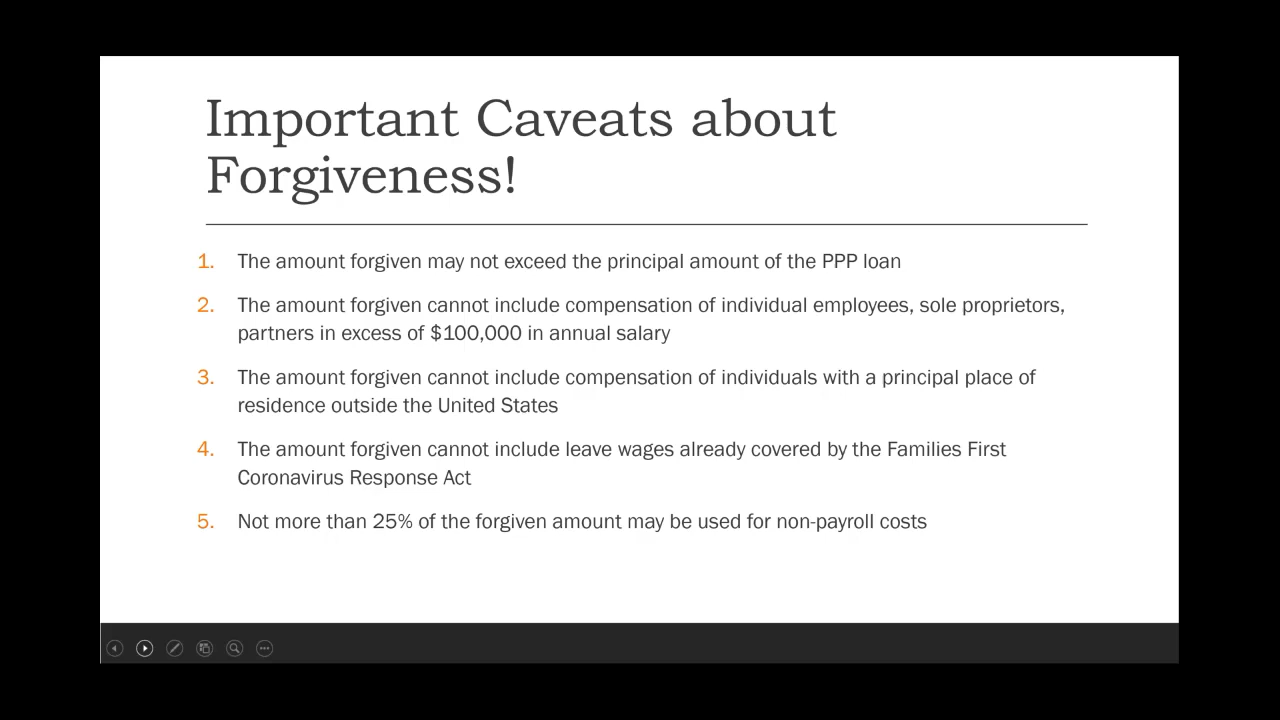 Important Caveats about
Forgiveness!
1. The amount forgiven may not exceed the principal amount of the PPP loan
2. The amount forgiven cannot include compensation of individual employees, sole proprietors,
partners in excess of $100,000 in annual salary
3. The amount forgiven cannot include compensation of individuals with a principal place of
residence outside the United States
4. The amount forgiven cannot include leave wages already covered by the Families First
Coronavirus Response Act
5. Not more than 25% of the forgiven amount may be used for non-payroll costs